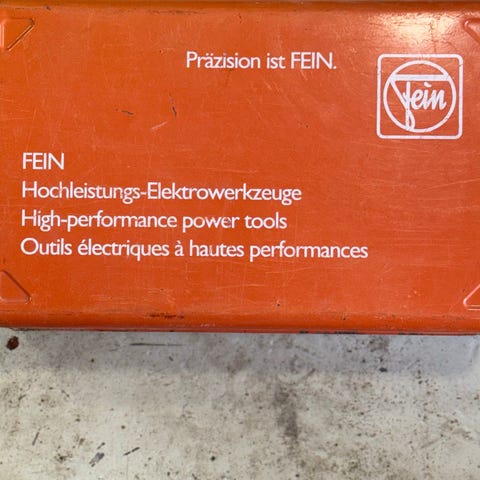 Präzision ist FEIN.
fein
FEIN
Hochleistungs-Elektrowerkzeuge
High-performance power tools
Outils électriques à hautes performances